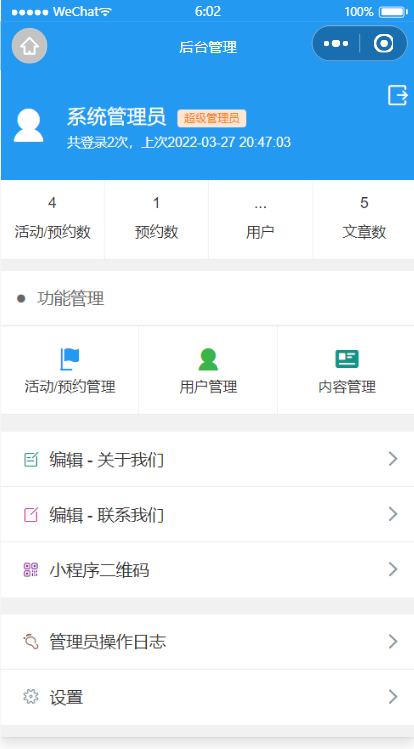 WeChat 6:02 100%
后台管理
系统管理员 超级管理员
共登录2次，上次2022-03-27 20:47:03
4 1 ... 5
活动/预约数 预约数 用户 文章数
功能管理
活动/预约管理 用户管理 内容管理
编辑 - 关于我们
编辑 - 联系我们
小程序二维码
管理员操作日志
设置